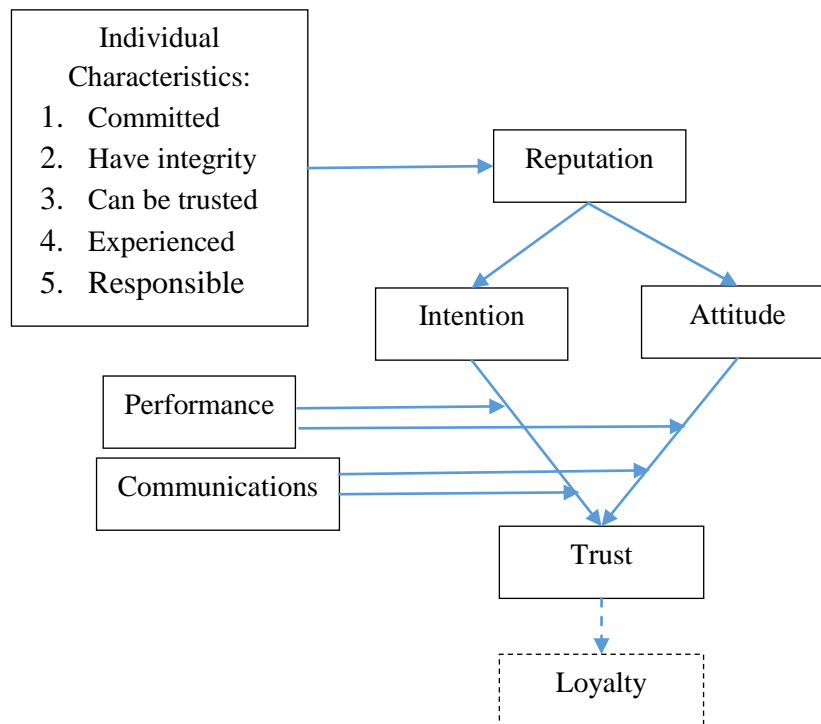 Individual
Characteristics:
1. Committed
2. Have integrity
3. Can be trusted
4. Experienced
5. Responsible
Reputation
Intention
Attitude
Performance
Communications
Trust
Loyalty